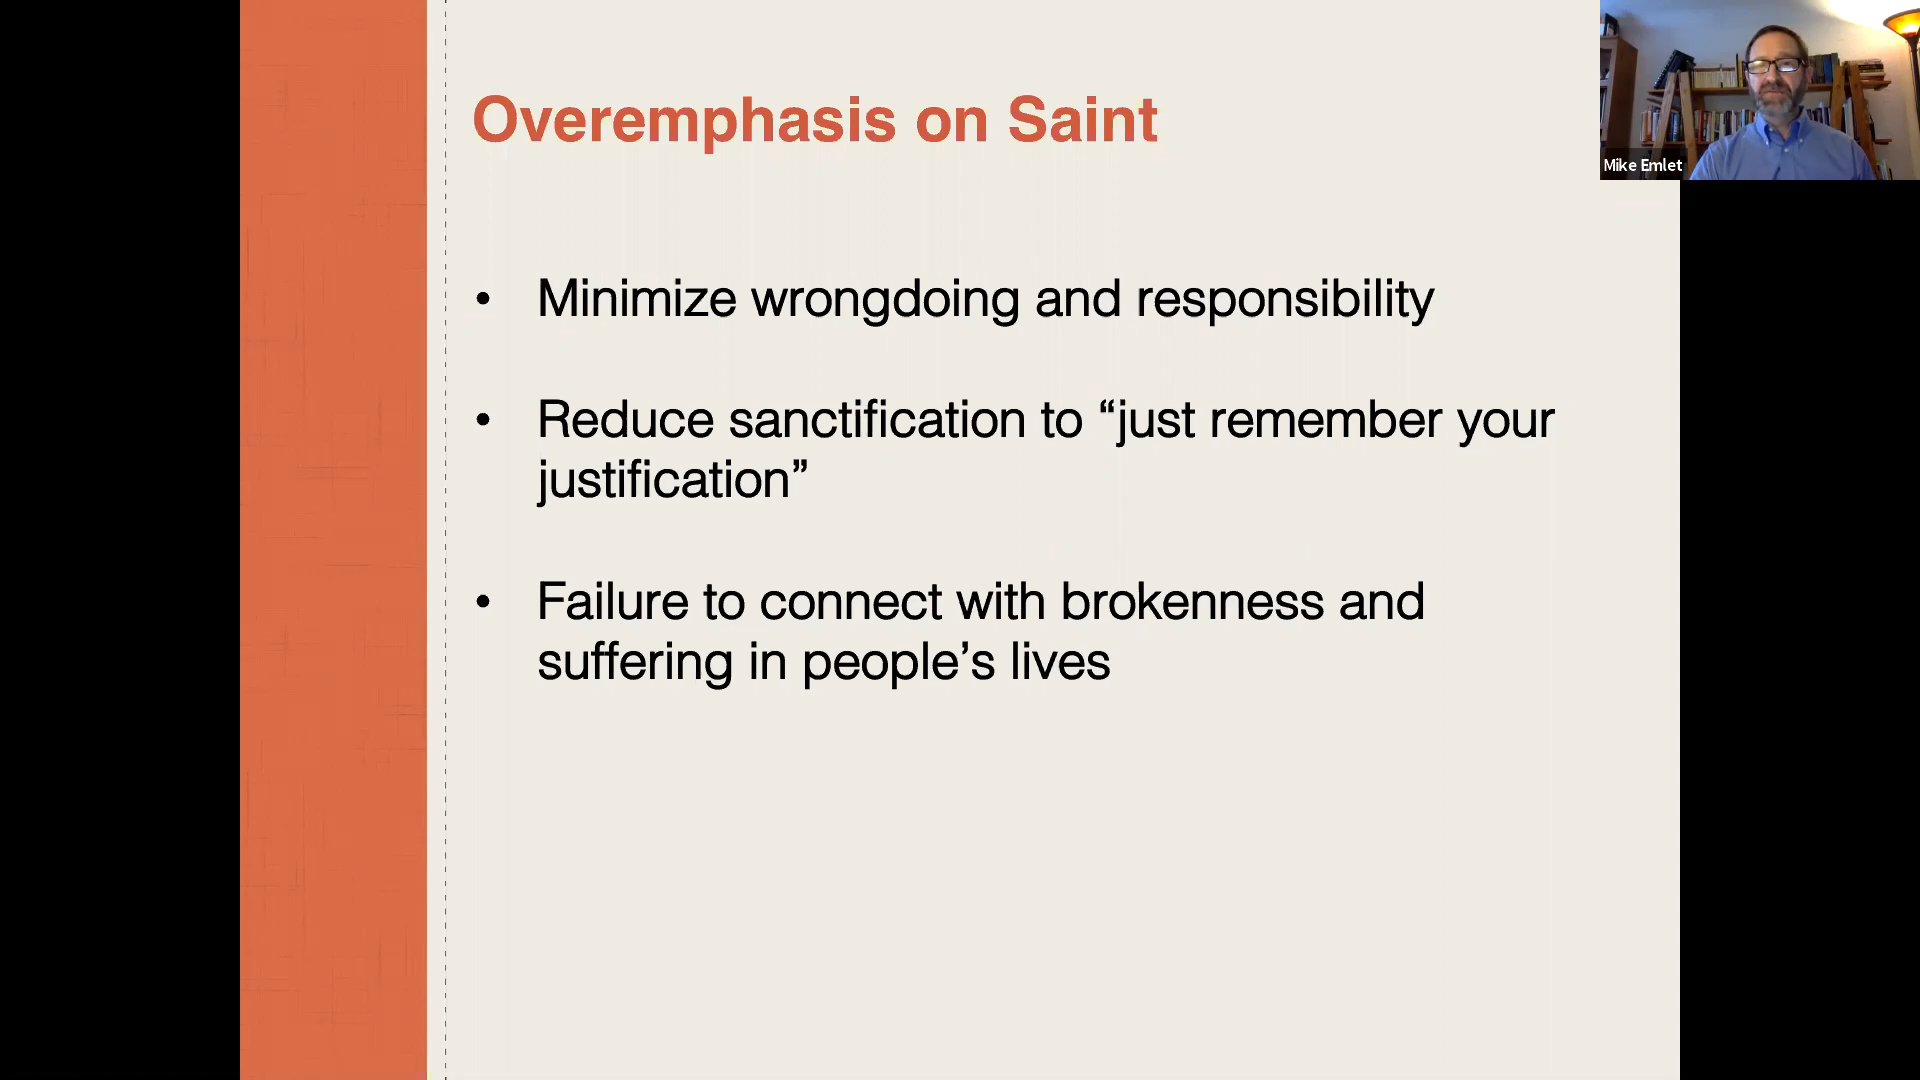 Overemphasis on Saint
• Minimize wrongdoing and responsibility
• Reduce sanctification to “just remember your
justification”
• Failure to connect with brokenness and
suffering in people’s lives
Mike Emlet